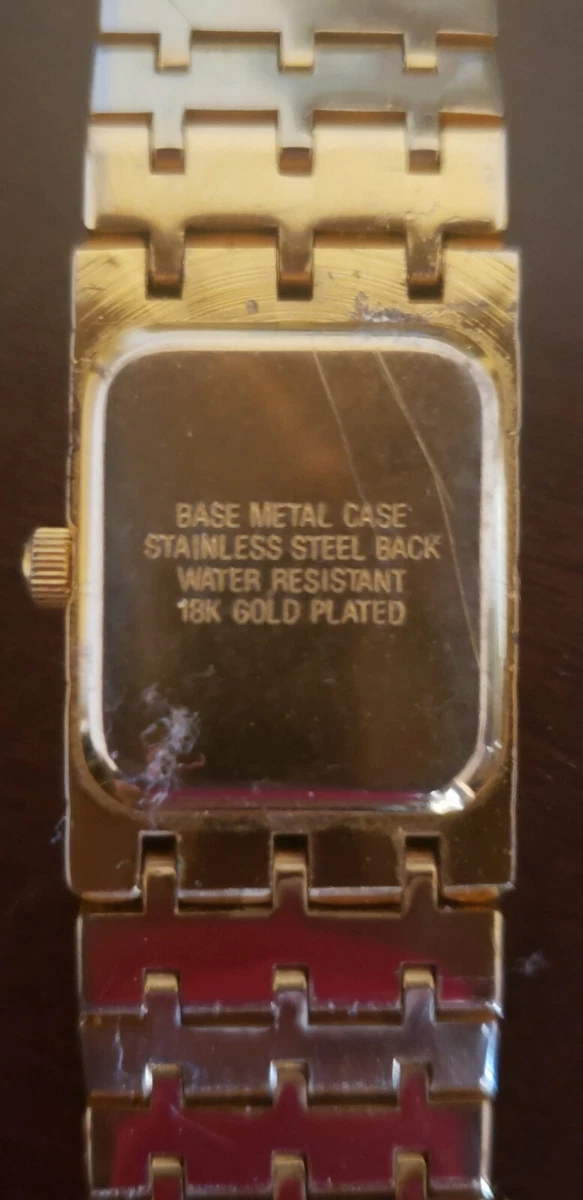 BASE METAL CASE
STAINLESS STEEL BACK
WATER RESISTANT
18K GOLD PLATED